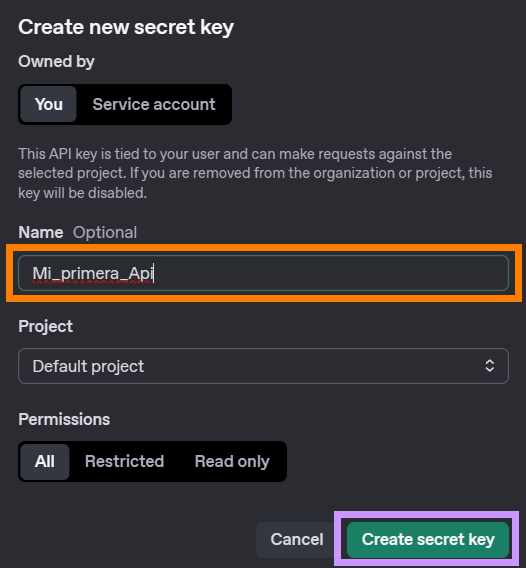 Create new secret key
Owned by
You Service account
This API key is tied to your user and can make requests against the
selected project. If you are removed from the organization or project, this
key will be disabled.
Name Optional
Mi_primera_Api
Project
Default project
Permissions
All Restricted Read only
Cancel Create secret key